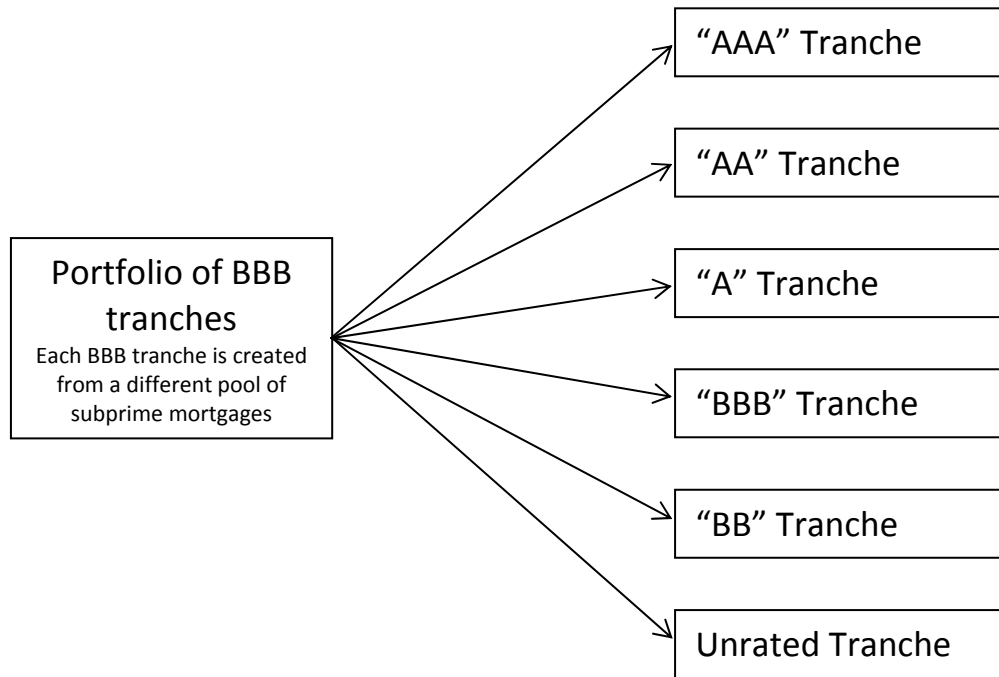 Portfolio of BBB
tranches
Each BBB tranche is created
from a different pool of
subprime mortgages
“AAA” Tranche
“AA” Tranche
“A” Tranche
“BBB” Tranche
“BB” Tranche
Unrated Tranche